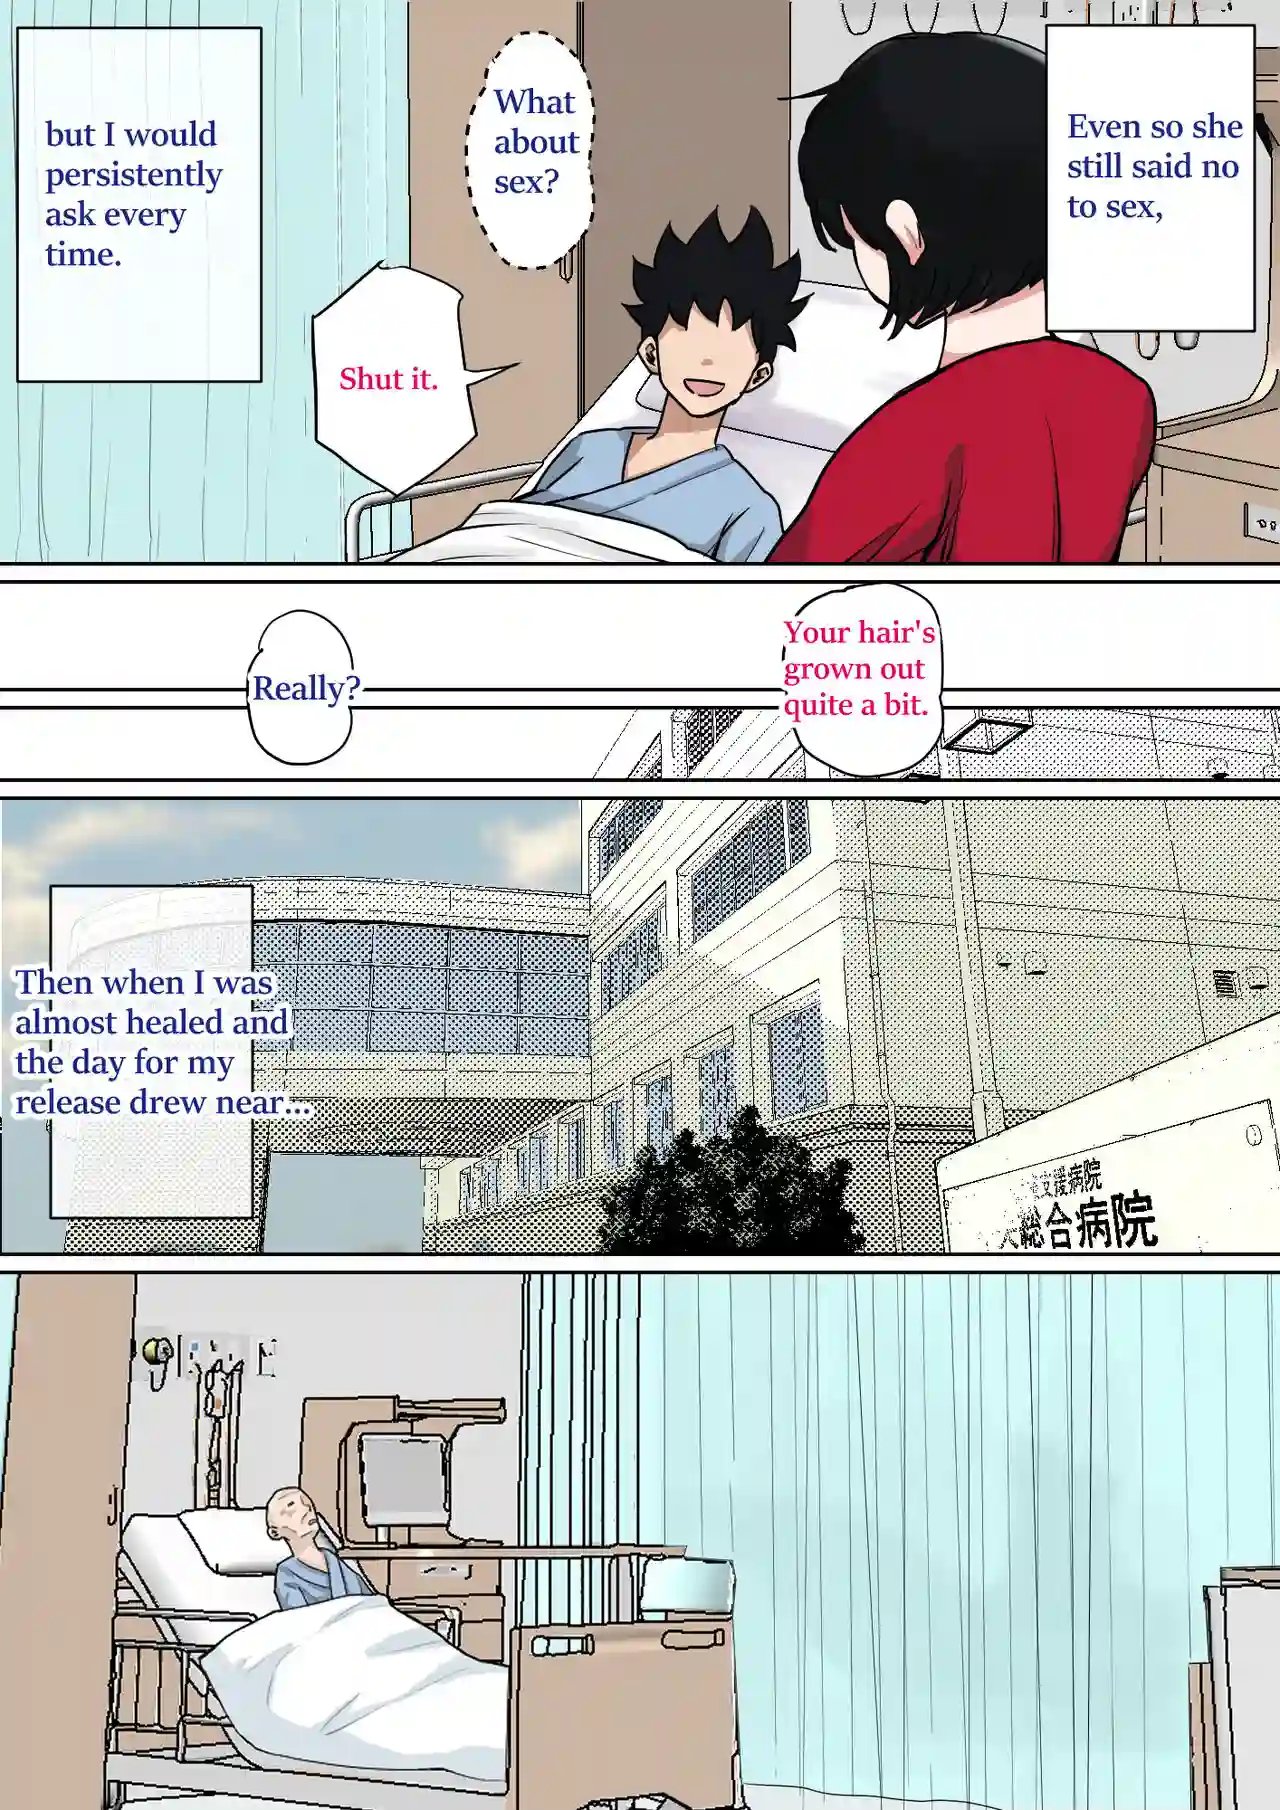 Even so she
still said no
to sex,
What
about
sex?
but I would
persistently
ask every
time.
Shut it.
Your hair's
grown out
quite a bit.
Really?
Then when I was
almost healed and
the day for my
release drew near...
支援病院
総合病院